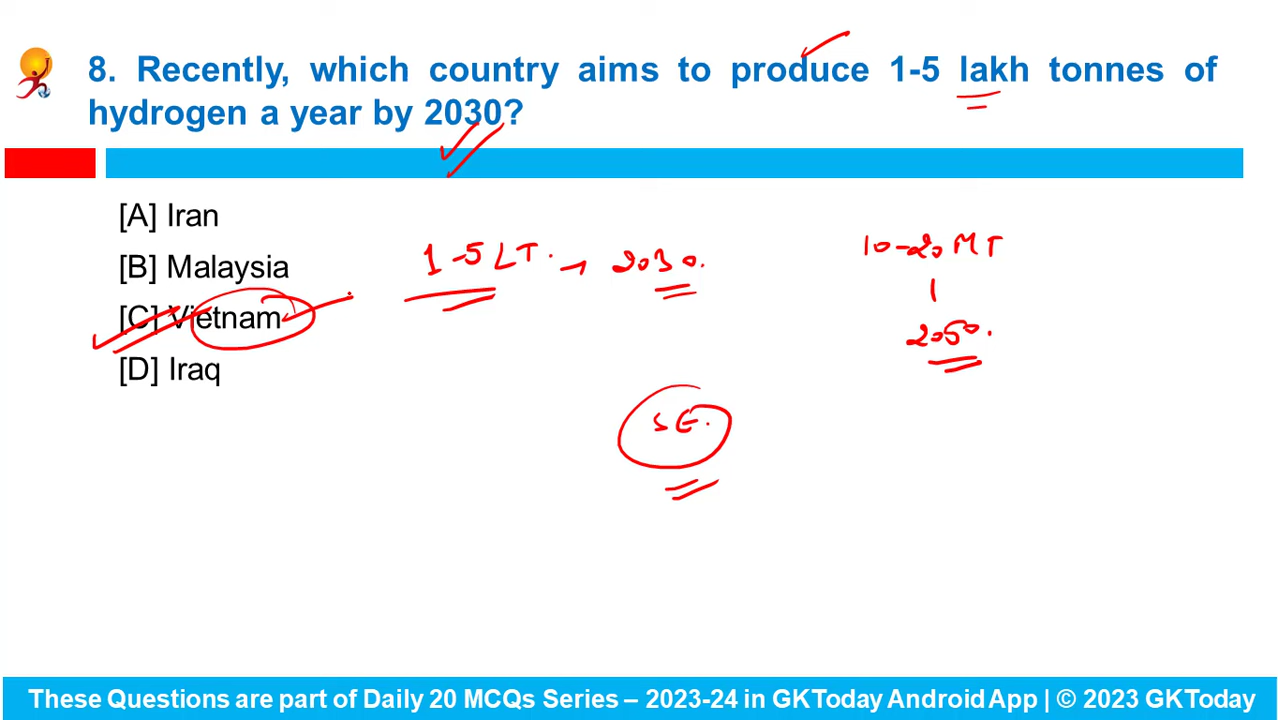 8. Recently, which country aims to produce 1-5 lakh tonnes of
hydrogen a year by 2030?
[A] Iran
[B] Malaysia
[C] Vietnam
[D] Iraq
1-5 LT. → 2030.
10-20 MT
2050.
SE.
These Questions are part of Daily 20 MCQs Series – 2023-24 in GKToday Android App | © 2023 GKToday